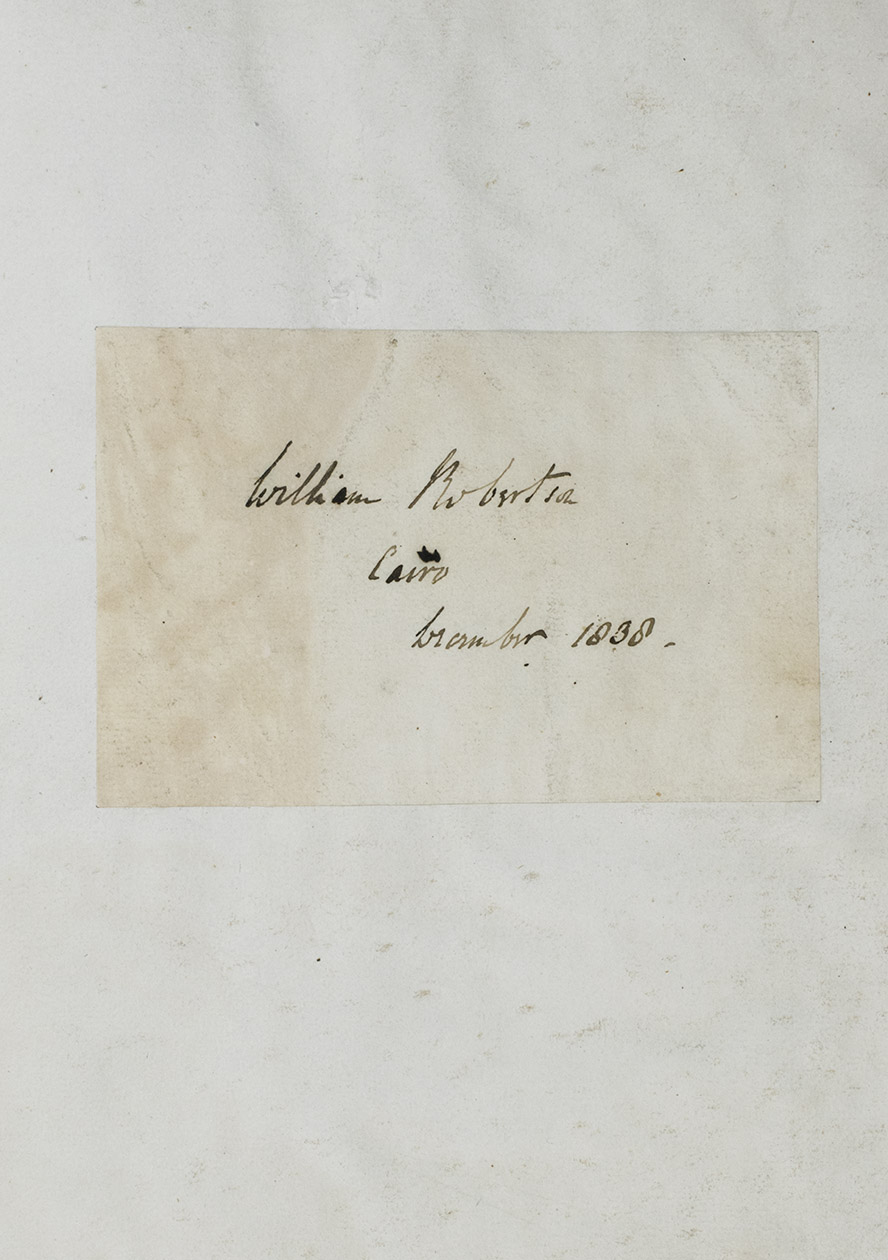 William Robertson
Cairo
December 1838 -